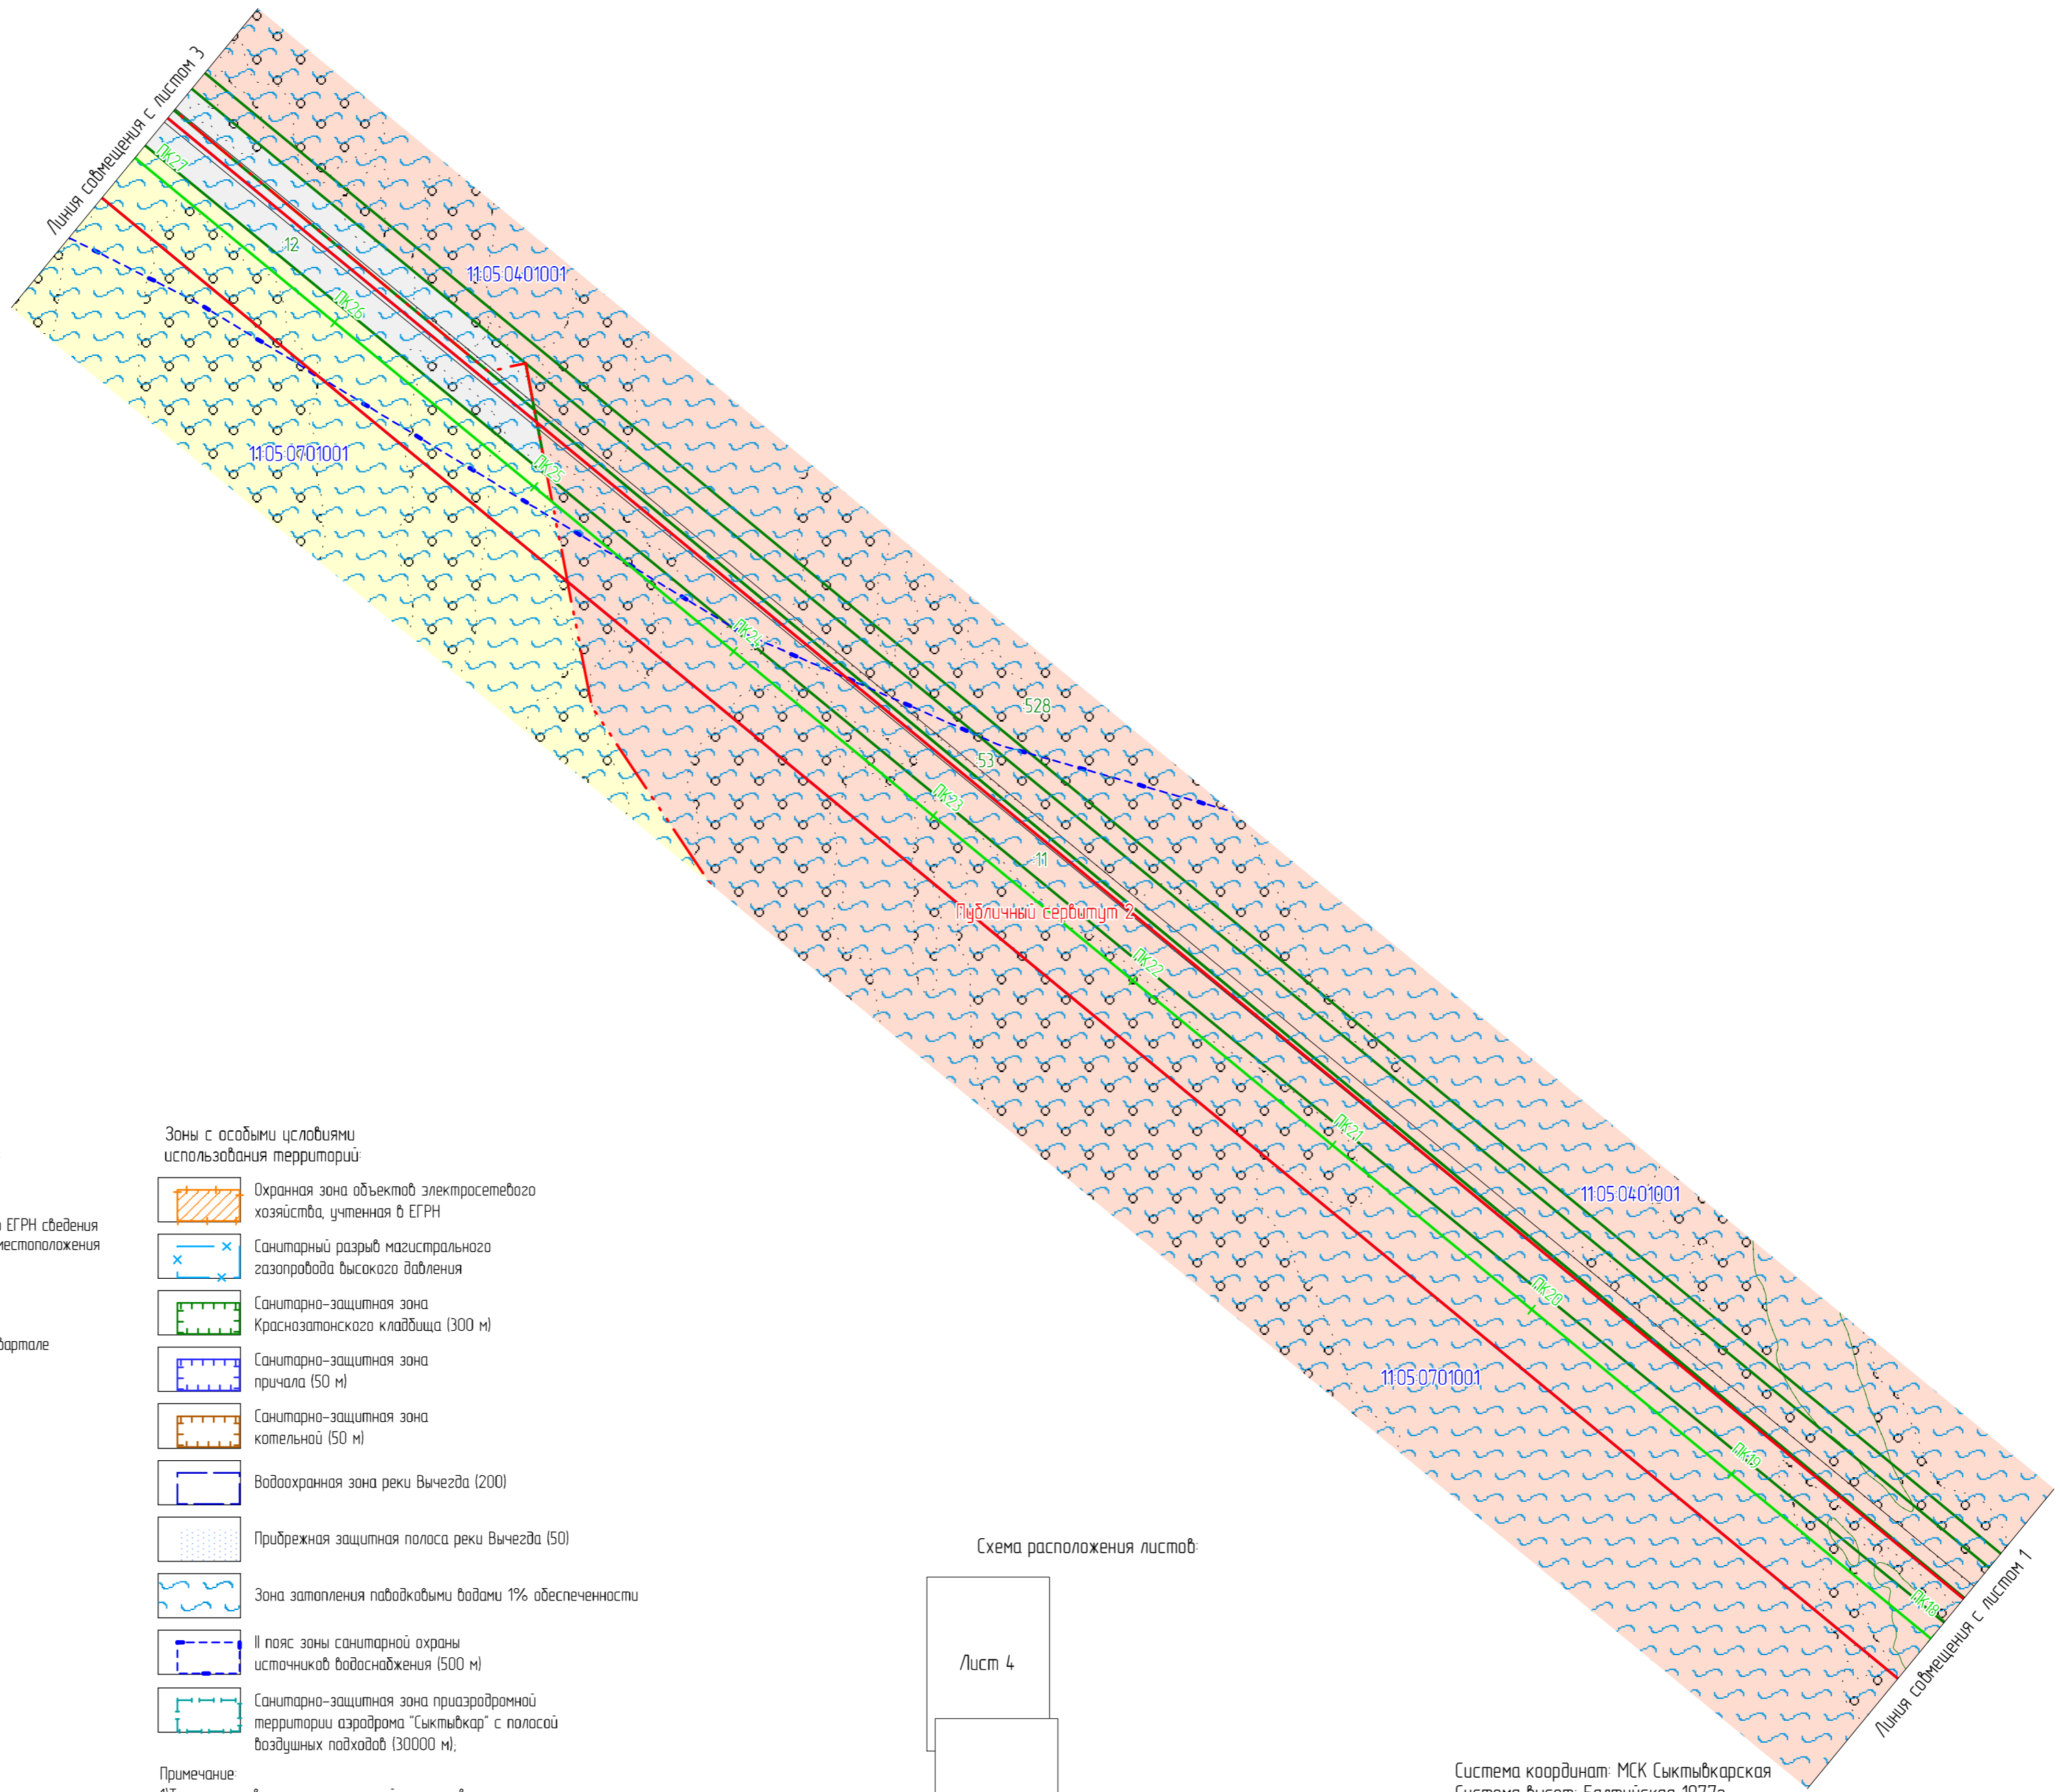 Линия совмещения с листом 3
ПК27
:12
11:05:0401001
ПК26
11:05:0701001
ПК25
ПК24
:528
:53
ПК23
:11
Публичный сервитут 2
ПК22
ПК21
11:05:0401001
ПК20
11:05:0701001
ПК19
ПК18
Линия совмещения с листом 1
ЕГРН сведения
местоположения
Зоны с особыми условиями
использования территорий:
Охранная зона объектов электросетевого
хозяйства, учтенная в ЕГРН
Санитарный разрыв магистрального
газопровода высокого давления
Санитарно-защитная зона
Краснозатонского кладбища (300 м)
Санитарно-защитная зона
причала (50 м)
Санитарно-защитная зона
котельной (50 м)
Водоохранная зона реки Вычегда (200)
Прибрежная защитная полоса реки Вычегда (50)
Зона затопления паводковыми водами 1% обеспеченности
II пояс зоны санитарной охраны
источников водоснабжения (500 м)
Санитарно-защитная зона приаэродромной
территории аэродрома "Сыктывкар" с полосой
воздушных подходов (30000 м);
Примечание:
Схема расположения листов:
Лист 4
Система координат: МСК Сыктывкарская
Система высот: Балтийская 1977г.